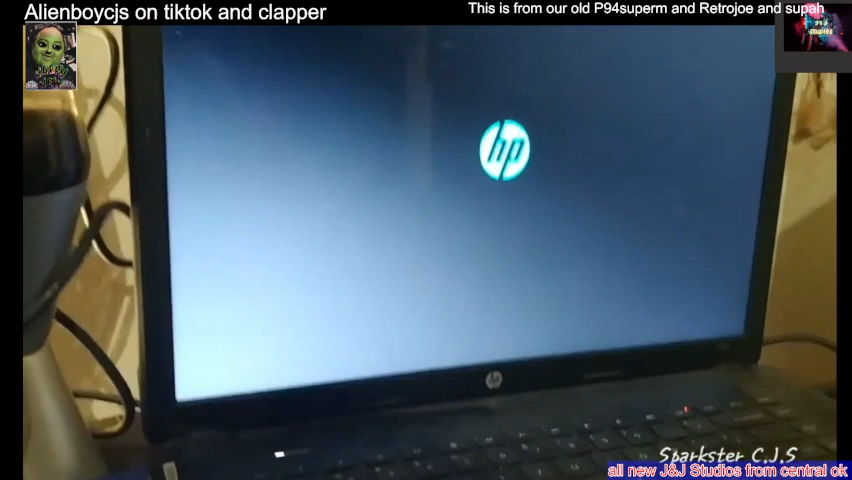 Alienboycjs on tiktok and clapper
This is from our old P94superm and Retrojoe and supah
hp
hp
Sparkster C.J.S
all new J&J Studios from central ok